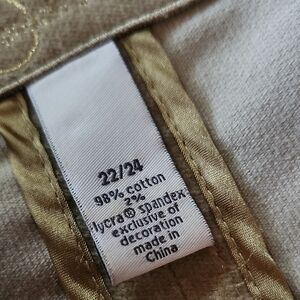 22/24
98% cotton
2%
lycra® spandex
exclusive of
decoration
made in
China